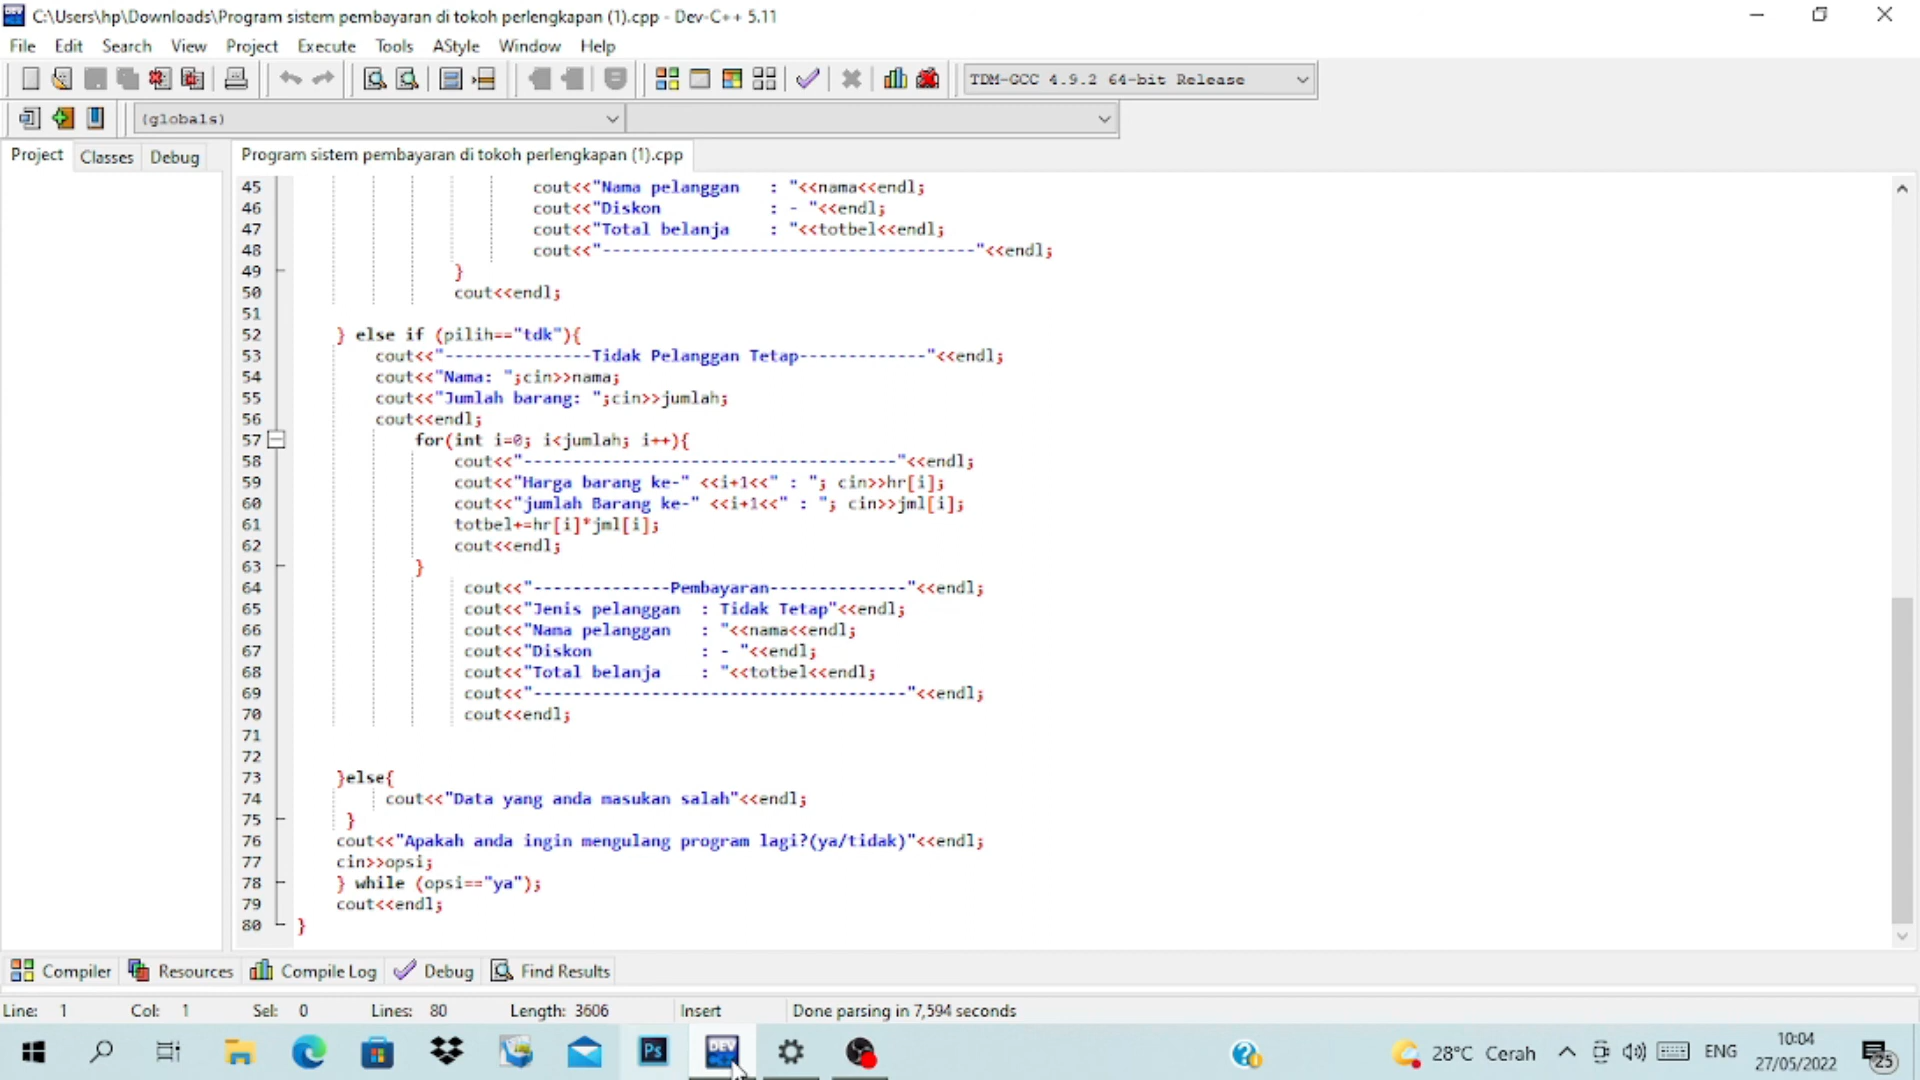 C:\Users\hp\Downloads\Program sistem pembayaran di tokoh perlengkapan (1).cpp - Dev-C++ 5.11
File Edit Search View Project Execute Tools AStyle Window Help
TDM-GCC 4.9.2 64-bit Release
(globals)
Project Classes Debug
Program sistem pembayaran di tokoh perlengkapan (1).cpp
45 cout<<"Nama pelanggan   : "<<nama<<endl;
46 cout<<"Diskon           : - "<<endl;
47 cout<<"Total belanja    : "<<totbel<<endl;
48 cout<<"--------------------------------------"<<endl;
49 }
50 cout<<endl;
51
52 } else if (pilih=="tdk"){
53 cout<<"---------------Tidak Pelanggan Tetap-------------"<<endl;
54 cout<<"Nama: ";cin>>nama;
55 cout<<"Jumlah barang: ";cin>>jumlah;
56 cout<<endl;
57 for(int i=0; i<jumlah; i++){
58 cout<<"--------------------------------------"<<endl;
59 cout<<"Harga barang ke-" <<i+1<<" : "; cin>>hr[i];
60 cout<<"jumlah Barang ke-" <<i+1<<" : "; cin>>jml[i];
61 totbel+=hr[i]*jml[i];
62 cout<<endl;
63 }
64 cout<<"--------------Pembayaran--------------"<<endl;
65 cout<<"Jenis pelanggan  : Tidak Tetap"<<endl;
66 cout<<"Nama pelanggan   : "<<nama<<endl;
67 cout<<"Diskon           : - "<<endl;
68 cout<<"Total belanja    : "<<totbel<<endl;
69 cout<<"--------------------------------------"<<endl;
70 cout<<endl;
71
72
73 }else{
74 cout<<"Data yang anda masukan salah"<<endl;
75 }
76 cout<<"Apakah anda ingin mengulang program lagi?(ya/tidak)"<<endl;
77 cin>>opsi;
78 } while (opsi=="ya");
79 cout<<endl;
80 }
Compiler Resources Compile Log Debug Find Results
Line: 1 Col: 1 Sel: 0 Lines: 80 Length: 3606 Insert Done parsing in 7,594 seconds
Ps DEV 28°C Cerah ENG 10:04
27/05/2022 25